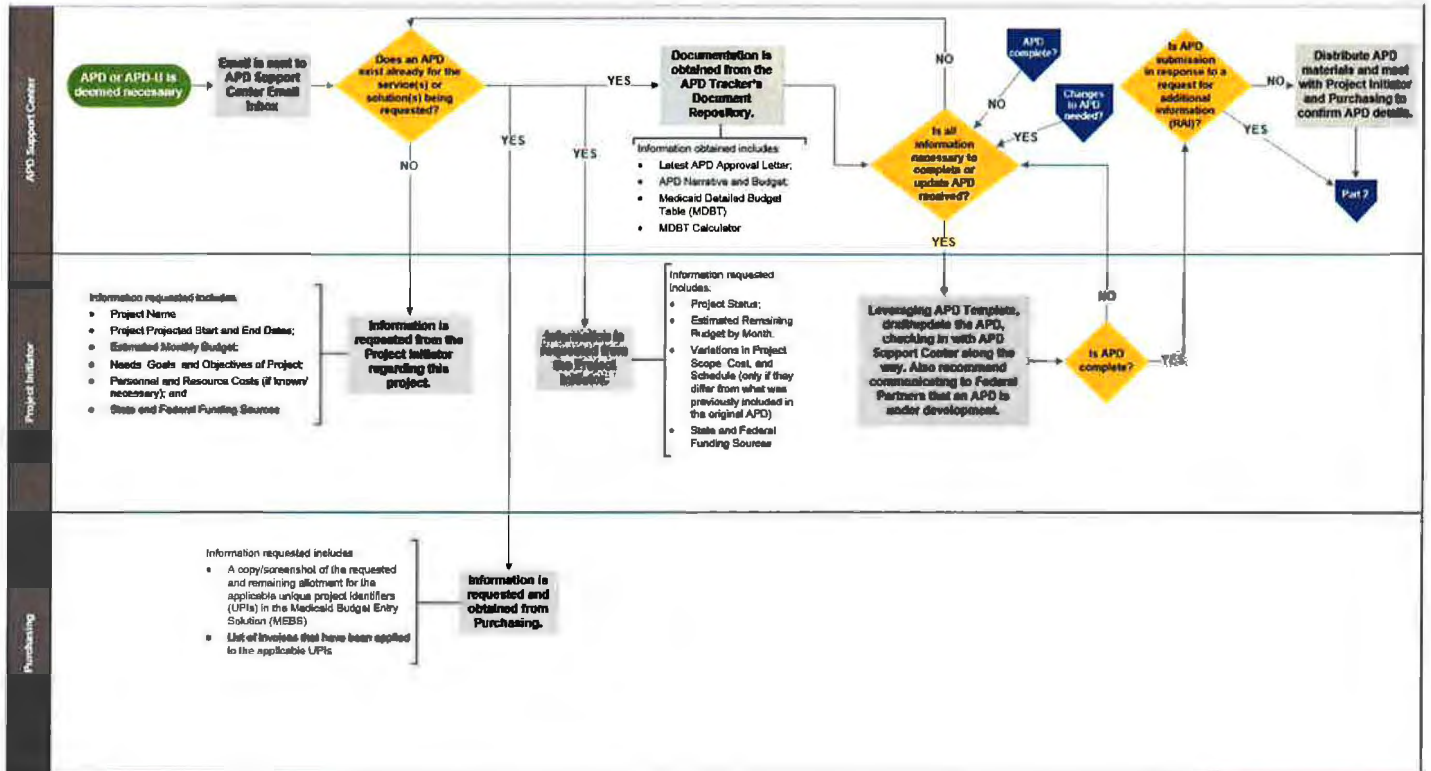 APD Support Center
APD or APD-U is
deemed necessary
Email is sent to
APD Support
Center Email
Inbox
Does an APD
exist already for the
service(s) or
solution(s) being
requested?
YES
YES
YES
NO
Documentation is
obtained from the
APD Tracker's
Document
Repository.
Information obtained includes:
• Latest APD Approval Letter;
• APD Narrative and Budget;
• Medicaid Detailed Budget
Table (MDBT)
• MDBT Calculator
NO
APD
complete?
NO
Changes
to APD
needed?
YES
Is all
information
necessary to
complete or
update APD
received?
YES
Is APD
submission
in response to a
request for
additional
information
(RAI)?
NO
YES
Distribute APD
materials and meet
with Project Initiator
and Purchasing to
confirm APD details.
Part 2
Project Initiator
Information requested includes
• Project Name
• Project Projected Start and End Dates;
• Estimated Monthly Budget;
• Needs, Goals, and Objectives of Project;
• Personnel and Resource Costs (if known/
necessary); and
• State and Federal Funding Sources
Information is
requested from the
Project Initiator
regarding this
project.
Information is
requested from
the Project
Initiator.
Information requested
Includes:
• Project Status;
• Estimated Remaining
Budget by Month.
• Variations in Project
Scope, Cost, and
Schedule (only if they
differ from what was
previously included in
the original APD)
• State and Federal
Funding Sources
Leveraging APD Template,
draft/update the APD,
checking in with APD
Support Center along the
way. Also recommend
communicating to Federal
Partners that an APD is
under development.
Is APD
complete?
NO
YES
Purchasing
Information requested includes
• A copy/screenshot of the requested
and remaining allotment for the
applicable unique project identifiers
(UPIs) in the Medicaid Budget Entry
Solution (MEBS)
• List of invoices that have been applied
to the applicable UPIs
Information is
requested and
obtained from
Purchasing.